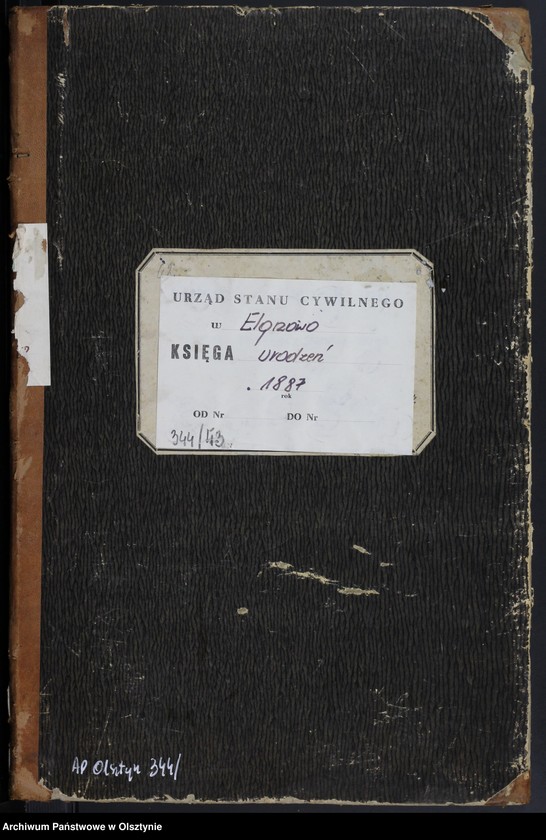 URZĄD STANU CYWILNEGO
w Elgnowo
KSIĘGA urodzeń
1887
rok
OD Nr DO Nr
344/43
AP Olsztyn 344/
Archiwum Państwowe w Olsztynie